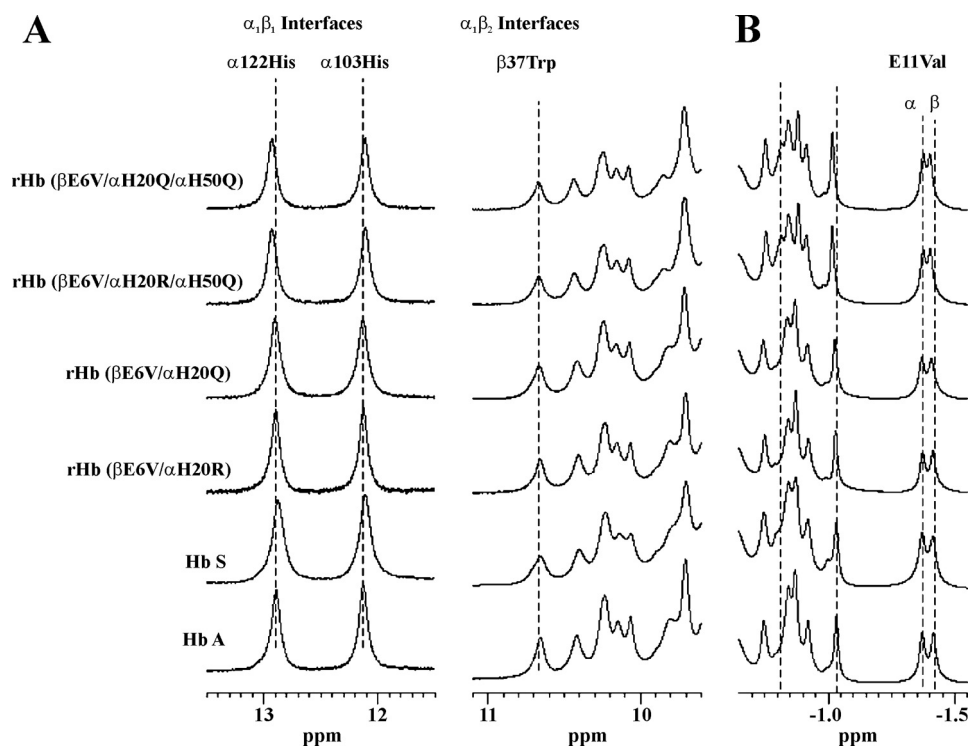 A
α₁β₁ Interfaces
α₁β₂ Interfaces
B
α122His
α103His
β37Trp
E11Val
α
β
rHb (βE6V/αH20Q/αH50Q)
rHb (βE6V/αH20R/αH50Q)
rHb (βE6V/αH20Q)
rHb (βE6V/αH20R)
Hb S
Hb A
13
12
11
10
-1.0
-1.5
ppm
ppm
ppm